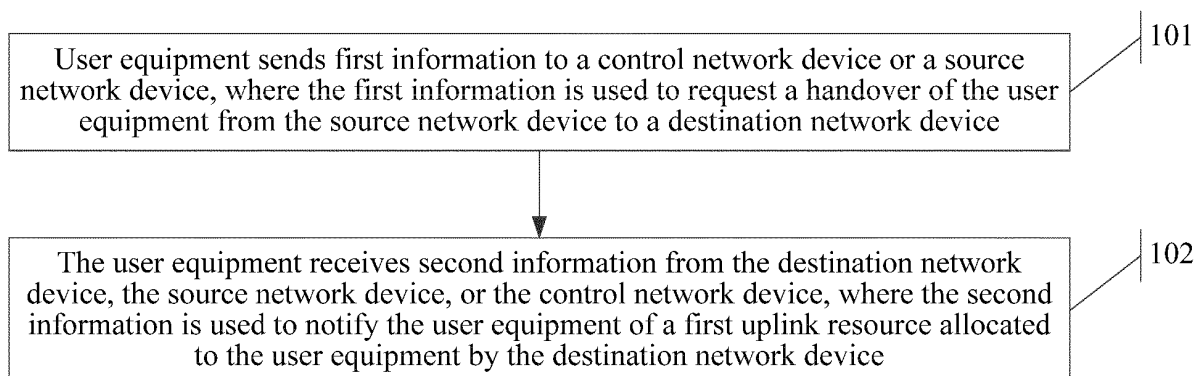 101
User equipment sends first information to a control network device or a source
network device, where the first information is used to request a handover of the user
equipment from the source network device to a destination network device
102
The user equipment receives second information from the destination network
device, the source network device, or the control network device, where the second
information is used to notify the user equipment of a first uplink resource allocated
to the user equipment by the destination network device